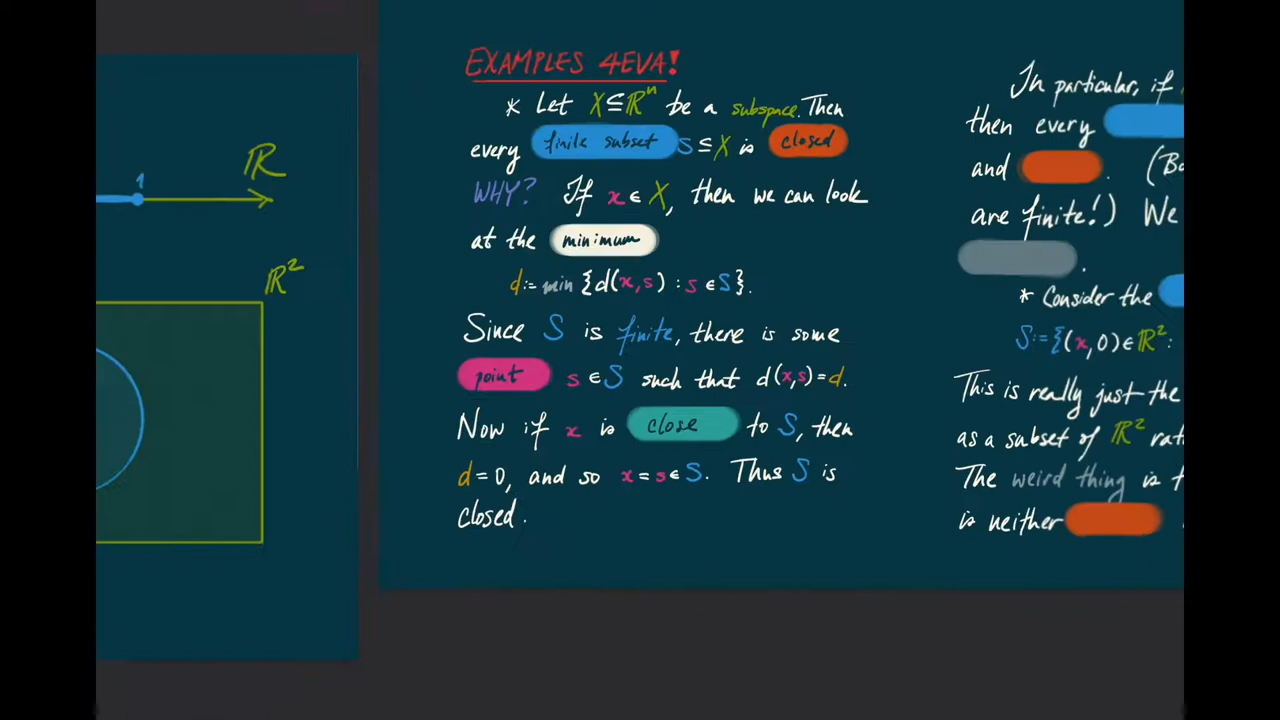 1
ℝ
ℝ²
EXAMPLES 4EVA!
* Let X ⊆ ℝⁿ be a subspace. Then
every finite subset S ⊆ X is closed
WHY? If x ∈ X, then we can look
at the minimum
d := min {d(x,s) : s ∈ S}.
Since S is finite, there is some
point s ∈ S such that d(x,s) = d.
Now if x is close to S, then
d = 0, and so x = s ∈ S. Thus S is
closed.
In particular, if
then every
and . (Bo
are finite!) We
.
* Consider the
S := {(x,0) ∈ ℝ² :
This is really just the
as a subset of ℝ² rat
The weird thing is t
is neither